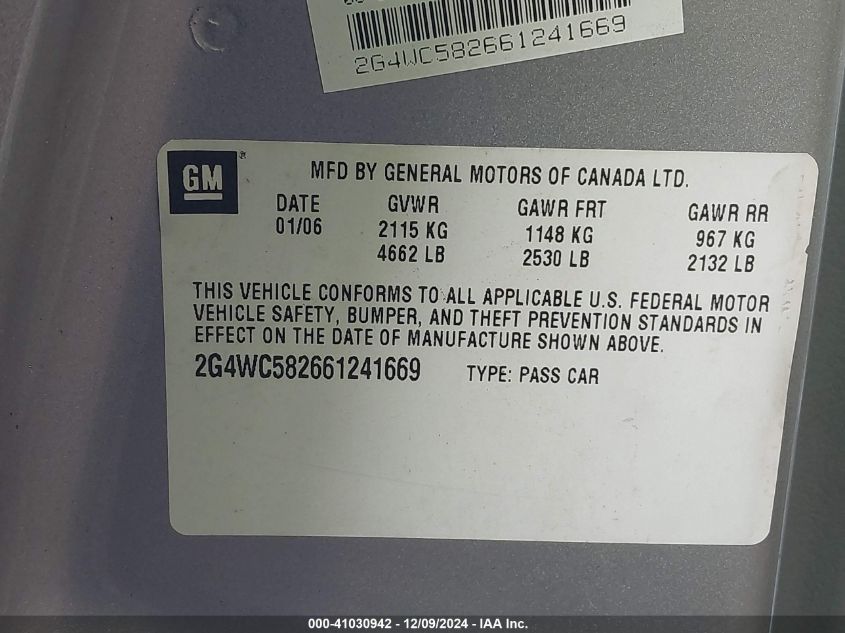 2G4WC582661241669
GM ®
MFD BY GENERAL MOTORS OF CANADA LTD.
DATE GVWR GAWR FRT GAWR RR
01/06 2115 KG 1148 KG 967 KG
4662 LB 2530 LB 2132 LB
THIS VEHICLE CONFORMS TO ALL APPLICABLE U.S. FEDERAL MOTOR
VEHICLE SAFETY, BUMPER, AND THEFT PREVENTION STANDARDS IN
EFFECT ON THE DATE OF MANUFACTURE SHOWN ABOVE.
2G4WC582661241669 TYPE: PASS CAR
000-41030942 - 12/09/2024 - IAA Inc.